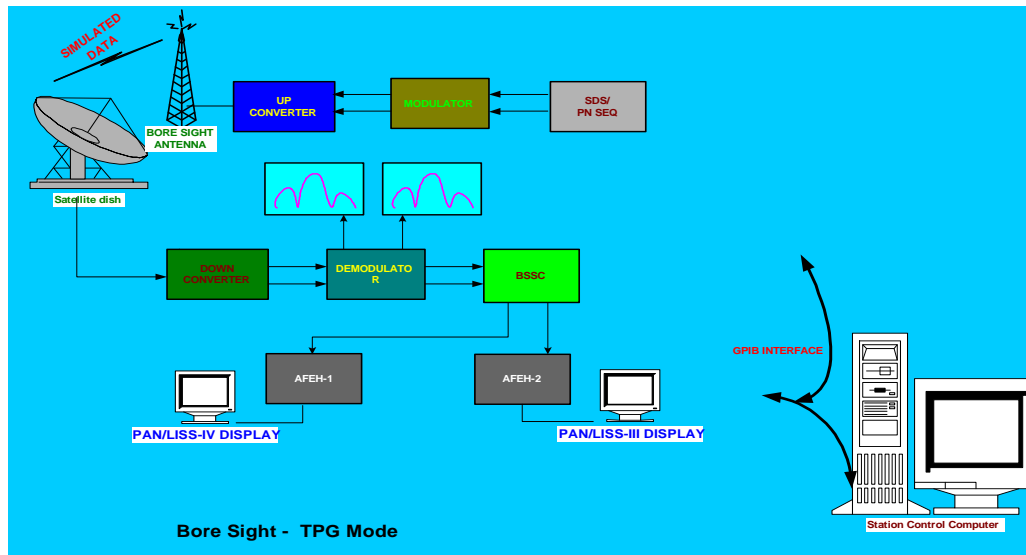 SIMULATED
DATA
UP
CONVERTER
MODULATOR
SDS/
PN SEQ
BORE SIGHT
ANTENNA
Satellite dish
DOWN
CONVERTER
DEMODULATO
R
BSSC
GPIB INTERFACE
AFEH-1
AFEH-2
PAN/LISS-IV DISPLAY
PAN/LISS-III DISPLAY
Bore Sight - TPG Mode
Station Control Computer